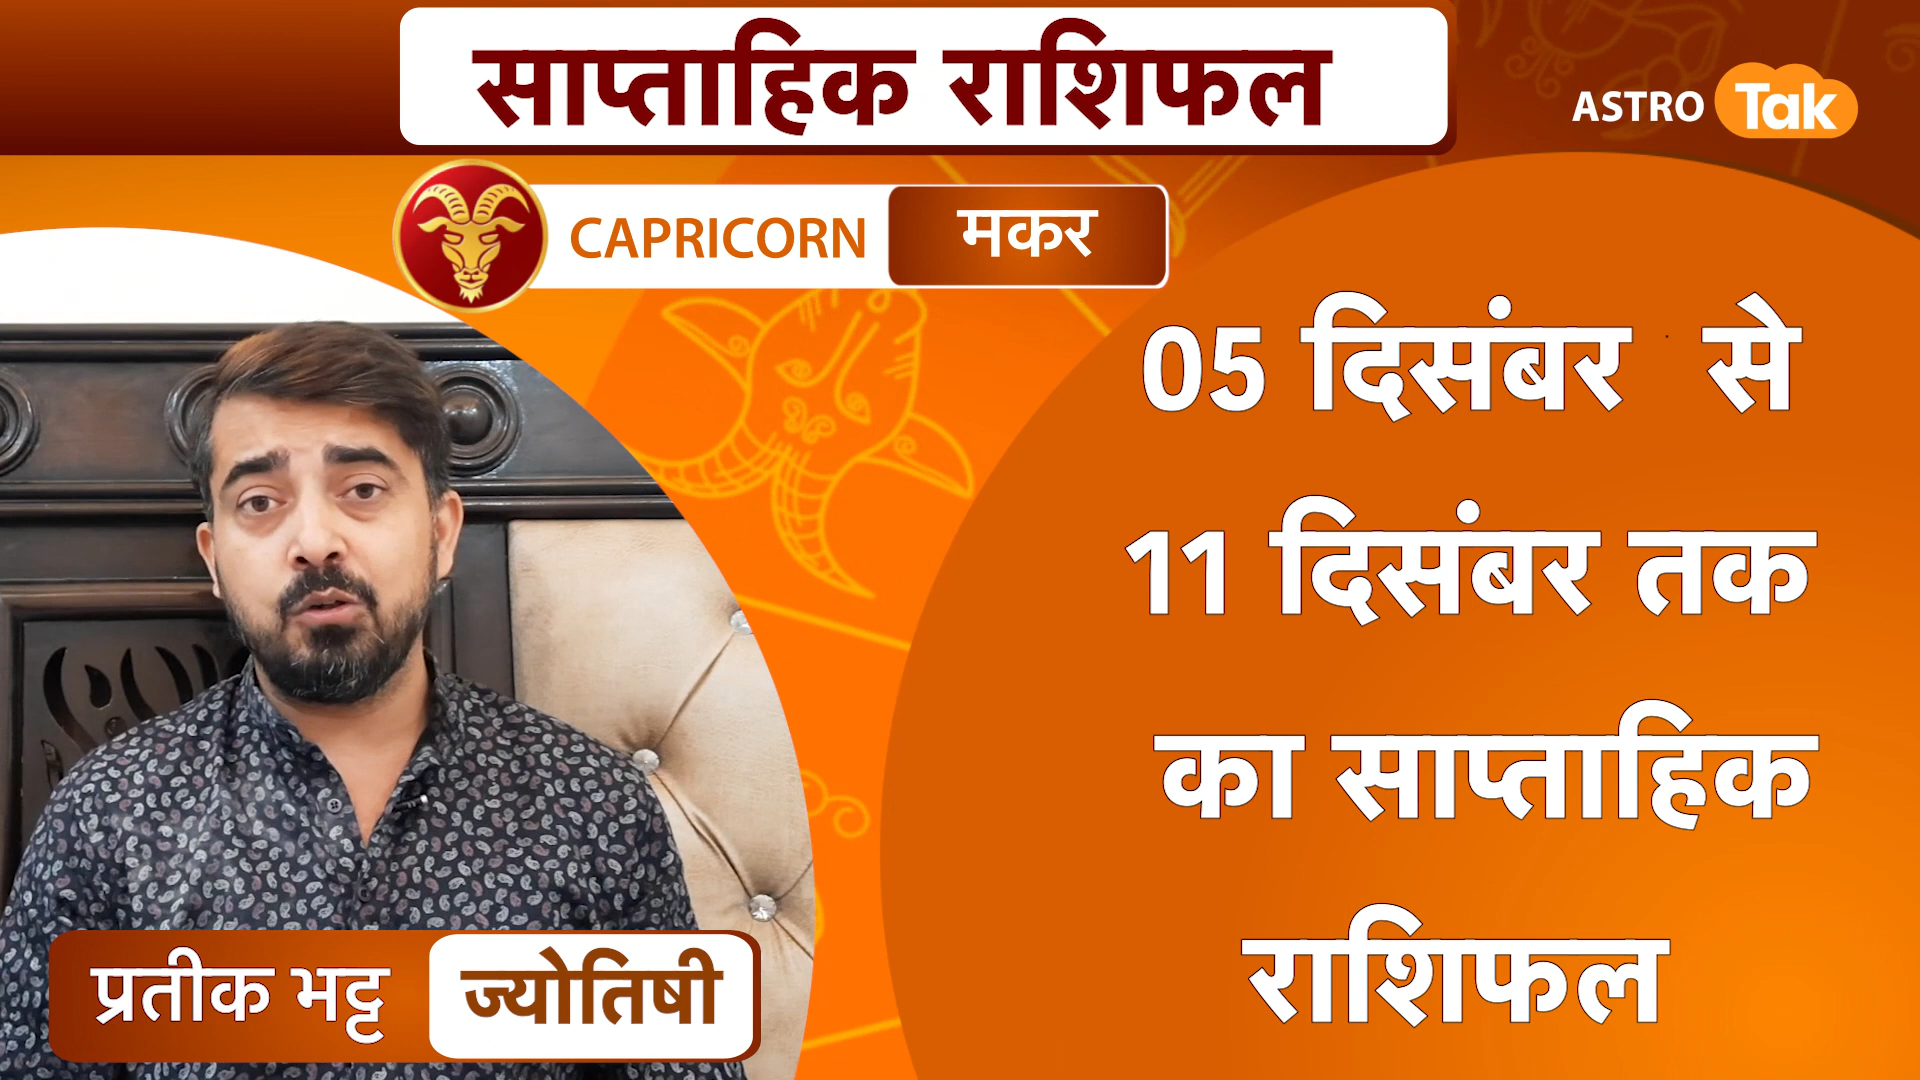 साप्ताहिक राशिफल
ASTRO Tak
CAPRICORN मकर
05 दिसंबर से
11 दिसंबर तक
का साप्ताहिक
राशिफल
प्रतीक भट्ट ज्योतिषी